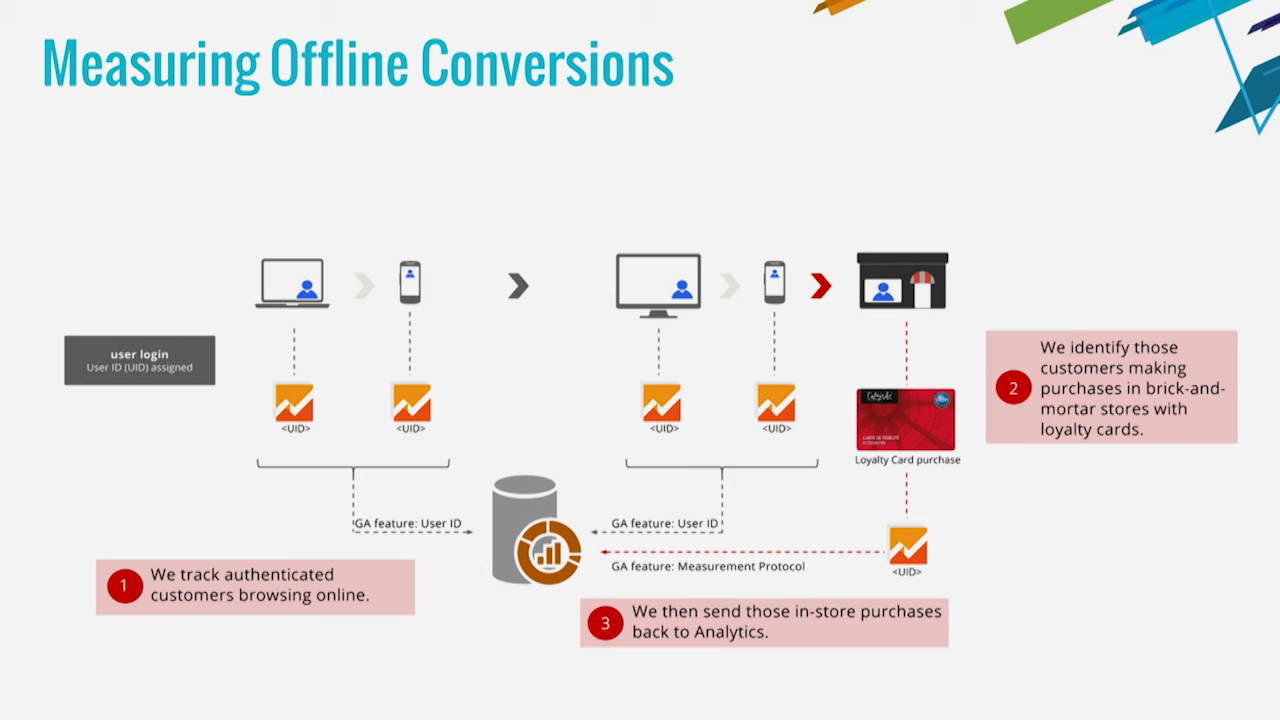 Measuring Offline Conversions
user login
User ID (UID) assigned
<UID>
<UID>
<UID>
<UID>
We identify those
customers making
2
purchases in brick-and-
mortar stores with
loyalty cards.
Loyalty Card purchase
GA feature: User ID
GA feature: User ID
GA feature: Measurement Protocol
<UID>
1
We track authenticated
customers browsing online.
3
We then send those in-store purchases
back to Analytics.